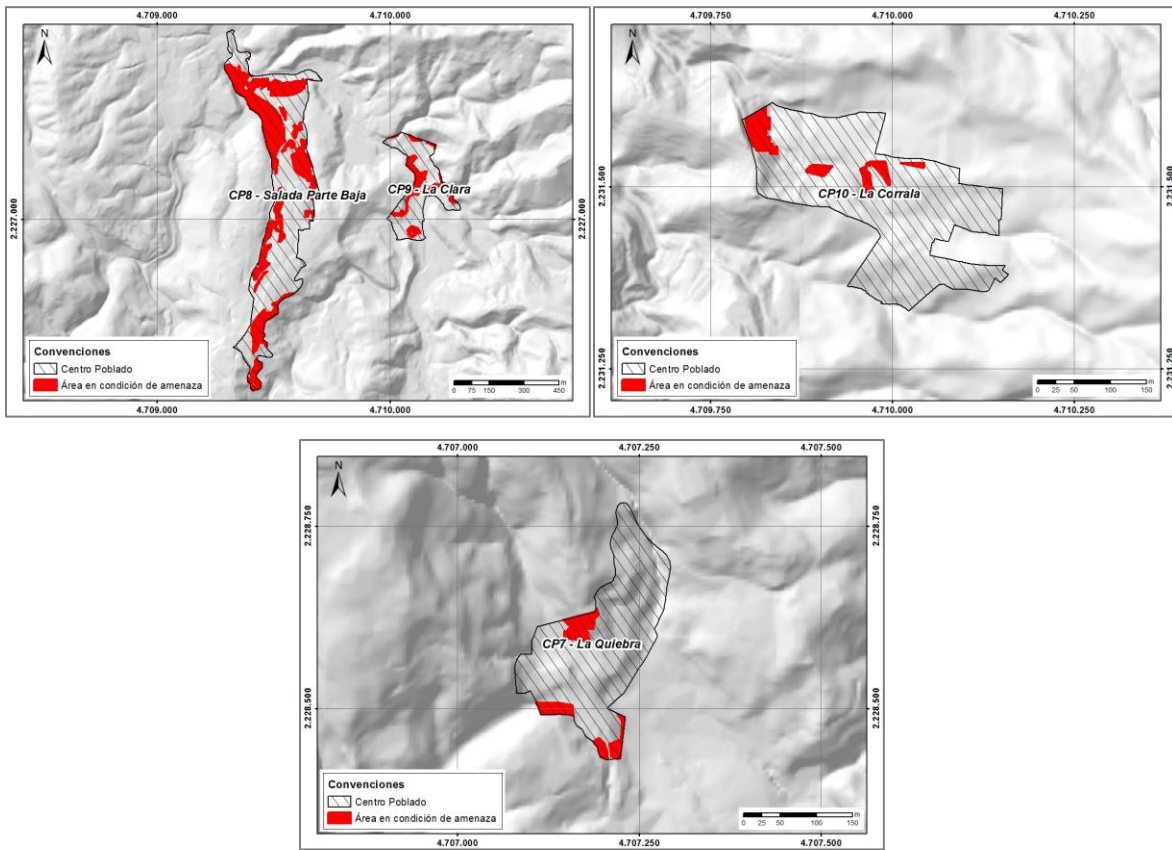 4.709.000 4.710.000
N
2.227.000 2.227.000
CP8 - Salada Parte Baja
CP9 - La Clara
Convenciones
Centro Poblado
Área en condición de amenaza
0 75 150 300 450 m
4.709.000 4.710.000
4.709.750 4.710.000 4.710.250
N
2.231.500 2.231.500
CP10 - La Corrala
2.231.250 2.231.250
Convenciones
Centro Poblado
Área en condición de amenaza
0 25 50 100 150 m
4.709.750 4.710.000 4.710.250
4.707.000 4.707.250 4.707.500
N
2.228.750 2.228.750
CP7 - La Quiebra
2.228.500 2.228.500
Convenciones
Centro Poblado
Área en condición de amenaza
0 25 50 100 150 m
4.707.000 4.707.250 4.707.500